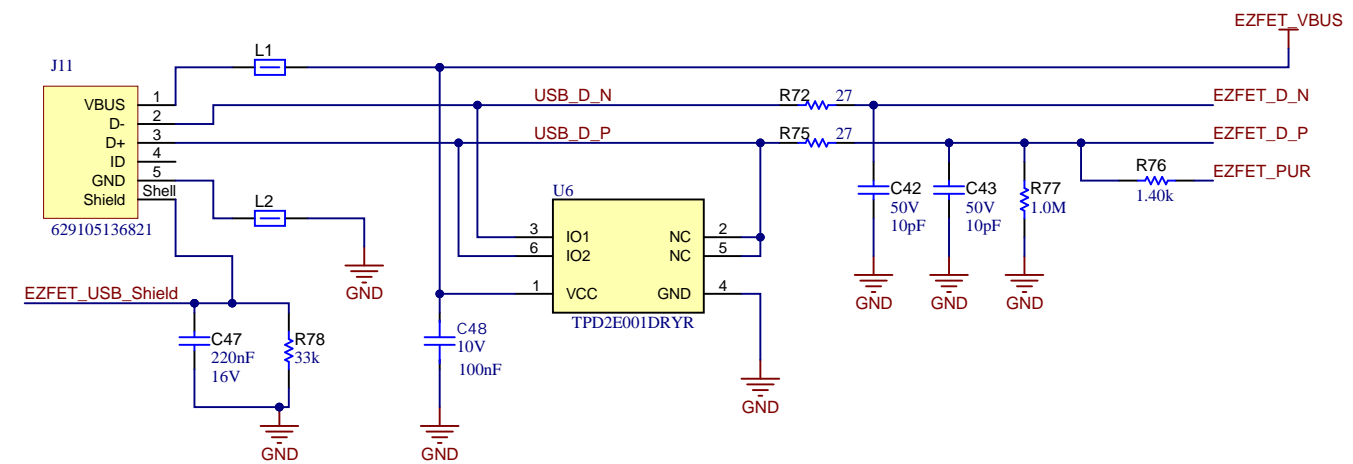 EZFET_VBUS
L1
J11
VBUS 1
D- 2
D+ 3
ID 4
GND 5
Shield Shell
629105136821
USB_D_N
R72 27
EZFET_D_N
USB_D_P
R75 27
EZFET_D_P
R76
1.40k
EZFET_PUR
L2
GND
U6
3 IO1 NC 2
6 IO2 NC 5
1 VCC GND 4
TPD2E001DRYR
C42
50V
10pF
GND
C43
50V
10pF
GND
R77
1.0M
GND
EZFET_USB_Shield
C47
220nF
16V
R78
33k
GND
C48
10V
100nF
GND
GND